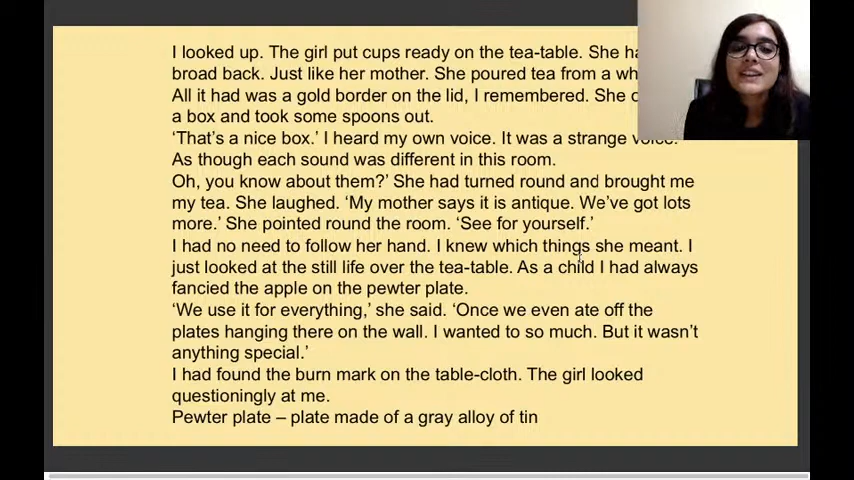 I looked up. The girl put cups ready on the tea-table. She
broad back. Just like her mother. She poured tea from a
All it had was a gold border on the lid, I remembered. She
a box and took some spoons out.
‘That’s a nice box.’ I heard my own voice. It was a strange voice.
As though each sound was different in this room.
Oh, you know about them?’ She had turned round and brought me
my tea. She laughed. ‘My mother says it is antique. We’ve got lots
more.’ She pointed round the room. ‘See for yourself.’
I had no need to follow her hand. I knew which things she meant. I
just looked at the still life over the tea-table. As a child I had always
fancied the apple on the pewter plate.
‘We use it for everything,’ she said. ‘Once we even ate off the
plates hanging there on the wall. I wanted to so much. But it wasn’t
anything special.’
I had found the burn mark on the table-cloth. The girl looked
questioningly at me.
Pewter plate – plate made of a gray alloy of tin